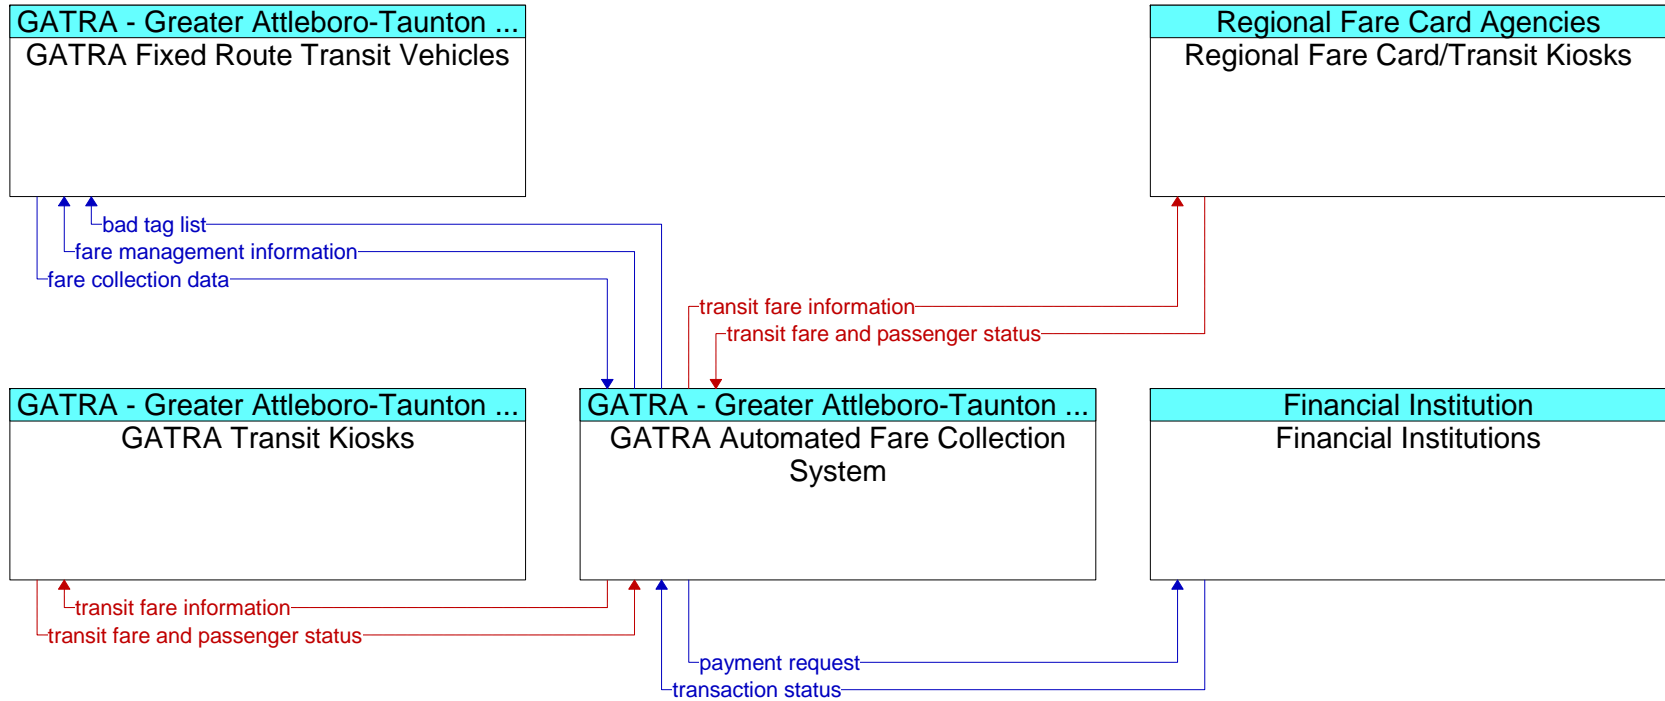 GATRA - Greater Attleboro-Taunton ...
GATRA Fixed Route Transit Vehicles
Regional Fare Card Agencies
Regional Fare Card/Transit Kiosks
bad tag list
fare management information
fare collection data
transit fare information
transit fare and passenger status
GATRA - Greater Attleboro-Taunton ...
GATRA Transit Kiosks
GATRA - Greater Attleboro-Taunton ...
GATRA Automated Fare Collection
System
Financial Institution
Financial Institutions
transit fare information
transit fare and passenger status
payment request
transaction status